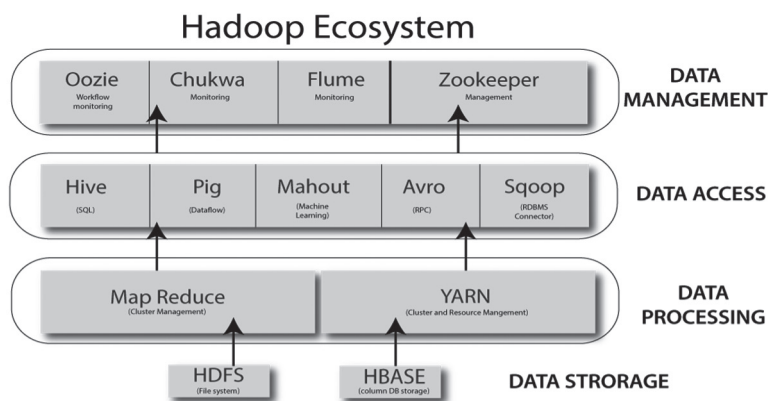 Hadoop Ecosystem
Oozie
Workflow
monitoring
Chukwa
Monitoring
Flume
Monitoring
Zookeeper
Management
DATA
MANAGEMENT
Hive
(SQL)
Pig
(Dataflow)
Mahout
(Machine
Learning)
Avro
(RPC)
Sqoop
(RDBMS
Connector)
DATA ACCESS
Map Reduce
(Cluster Management)
YARN
(Cluster and Resource Mengement)
DATA
PROCESSING
HDFS
(File system)
HBASE
(column DB storage)
DATA STRORAGE